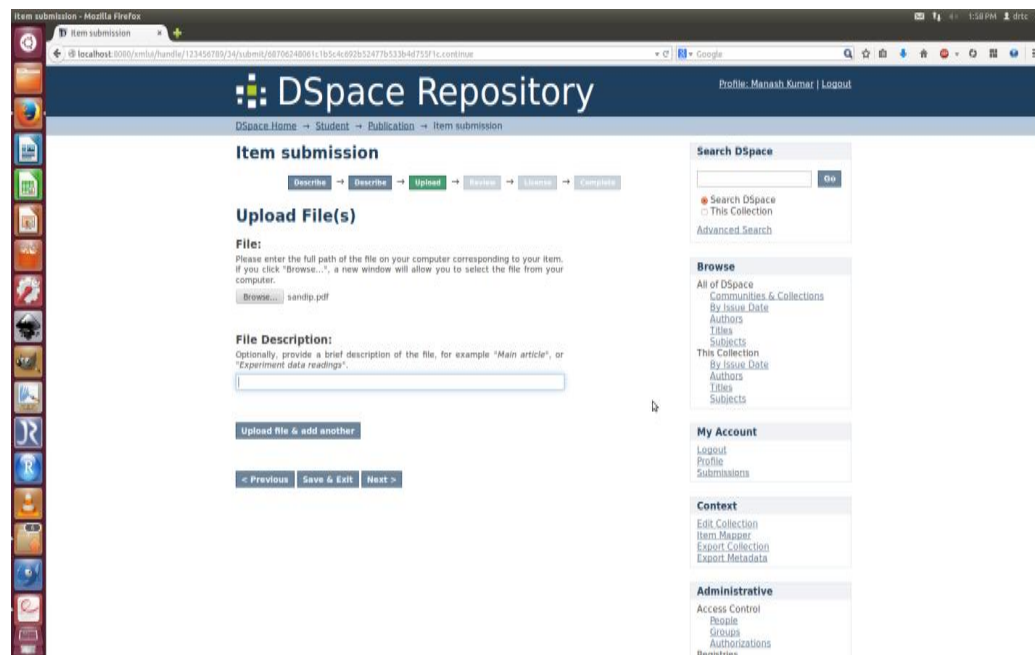 Item submission - Mozilla Firefox
1:58 PM drtc
Item submission
localhost:8080/xmlui/handle/123456789/34/submit/68706248061c1b5c4c692b52477b533b4d755f1c.continue
Google
DSpace Repository
Profile: Manash Kumar | Logout
DSpace Home → Student → Publication → Item submission
Item submission
Describe → Describe → Upload → Review → License → Complete
Upload File(s)
File:
Please enter the full path of the file on your computer corresponding to your item.
If you click "Browse...", a new window will allow you to select the file from your
computer.
Browse... sandip.pdf
File Description:
Optionally, provide a brief description of the file, for example "Main article", or
"Experiment data readings".
Upload file & add another
< Previous Save & Exit Next >
Search DSpace
Go
Search DSpace
This Collection
Advanced Search
Browse
All of DSpace
Communities & Collections
By Issue Date
Authors
Titles
Subjects
This Collection
By Issue Date
Authors
Titles
Subjects
My Account
Logout
Profile
Submissions
Context
Edit Collection
Item Mapper
Export Collection
Export Metadata
Administrative
Access Control
People
Groups
Authorizations
Registries